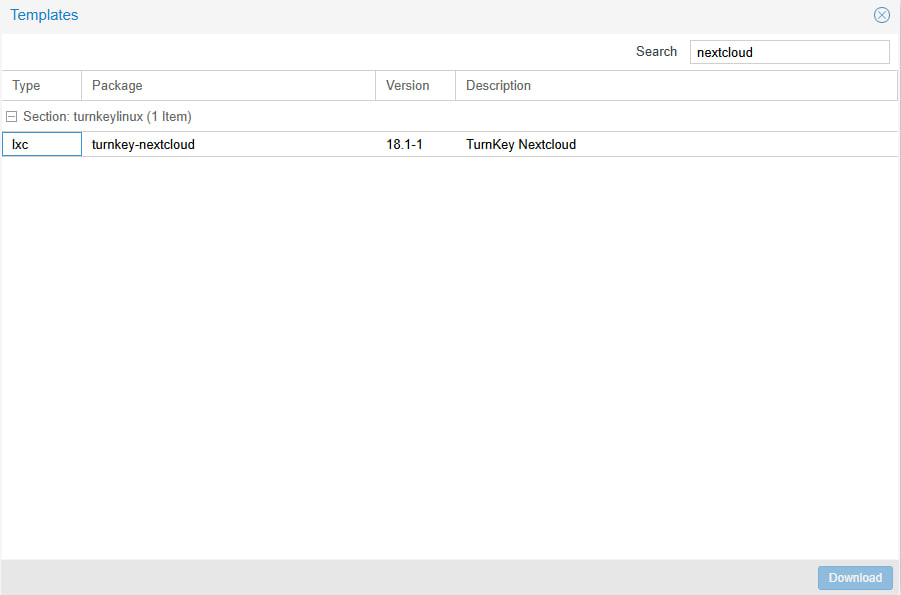 Templates
Search nextcloud
Type Package Version Description
Section: turnkeylinux (1 Item)
lxc turnkey-nextcloud 18.1-1 TurnKey Nextcloud
Download